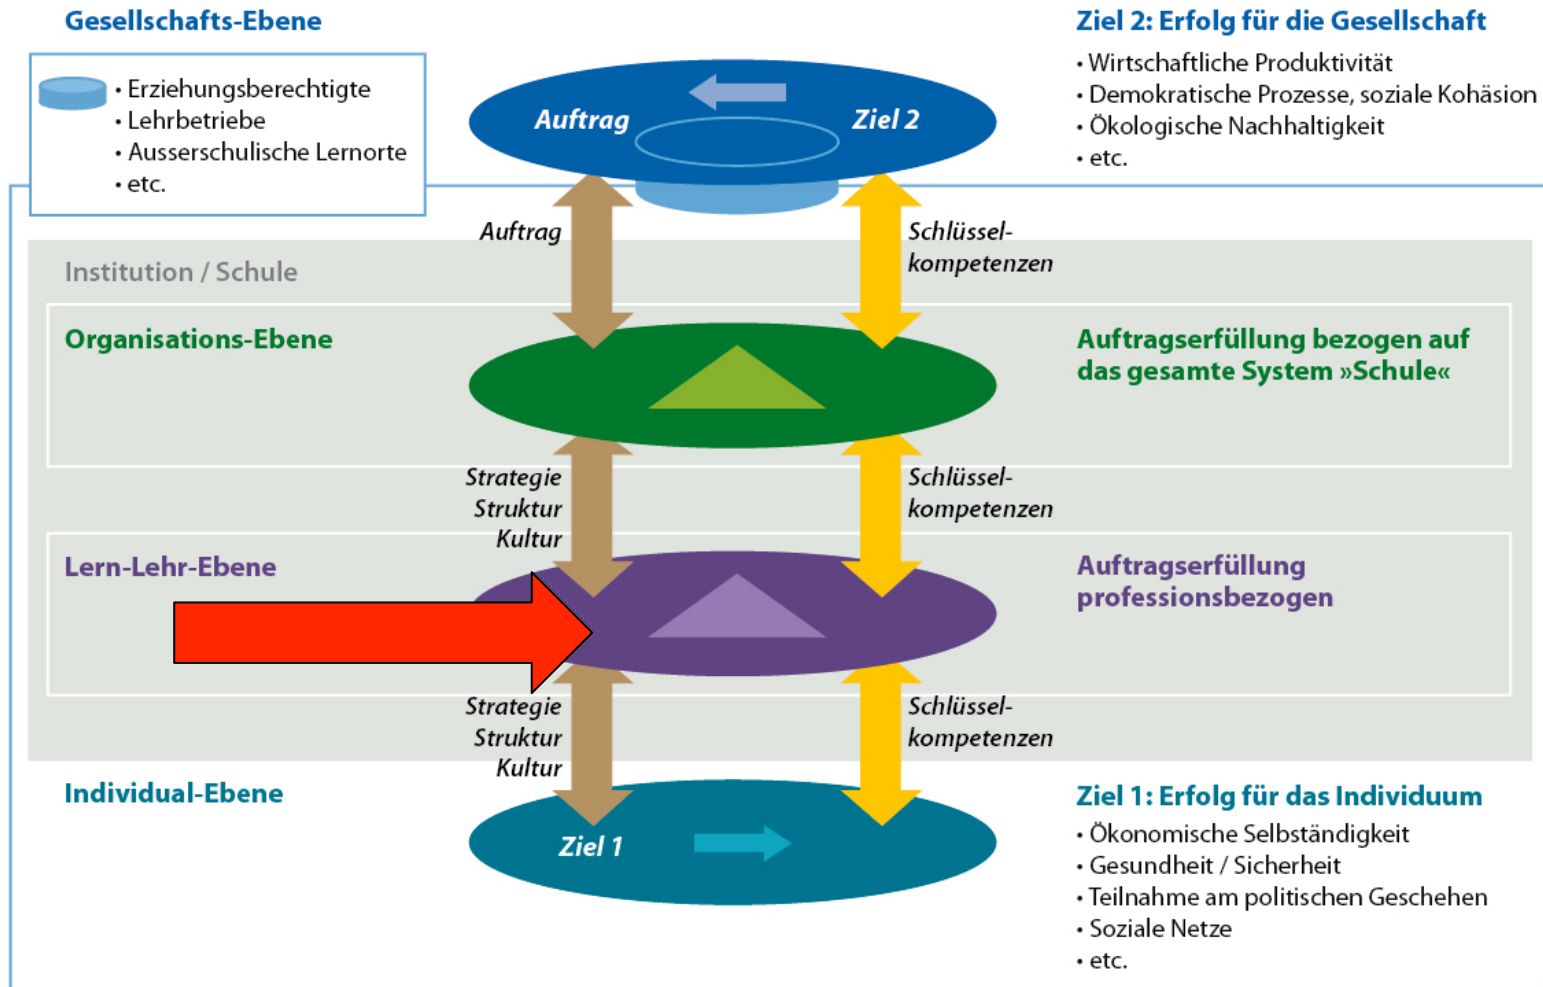 Gesellschafts-Ebene
• Erziehungsberechtigte
• Lehrbetriebe
• Ausserschulische Lernorte
• etc.
Auftrag
Ziel 2
Ziel 2: Erfolg für die Gesellschaft
• Wirtschaftliche Produktivität
• Demokratische Prozesse, soziale Kohäsion
• Ökologische Nachhaltigkeit
• etc.
Auftrag
Schlüssel-
kompetenzen
Institution / Schule
Organisations-Ebene
Auftragserfüllung bezogen auf
das gesamte System »Schule«
Strategie
Struktur
Kultur
Schlüssel-
kompetenzen
Lern-Lehr-Ebene
Auftragserfüllung
professionsbezogen
Strategie
Struktur
Kultur
Schlüssel-
kompetenzen
Individual-Ebene
Ziel 1
Ziel 1: Erfolg für das Individuum
• Ökonomische Selbständigkeit
• Gesundheit / Sicherheit
• Teilnahme am politischen Geschehen
• Soziale Netze
• etc.